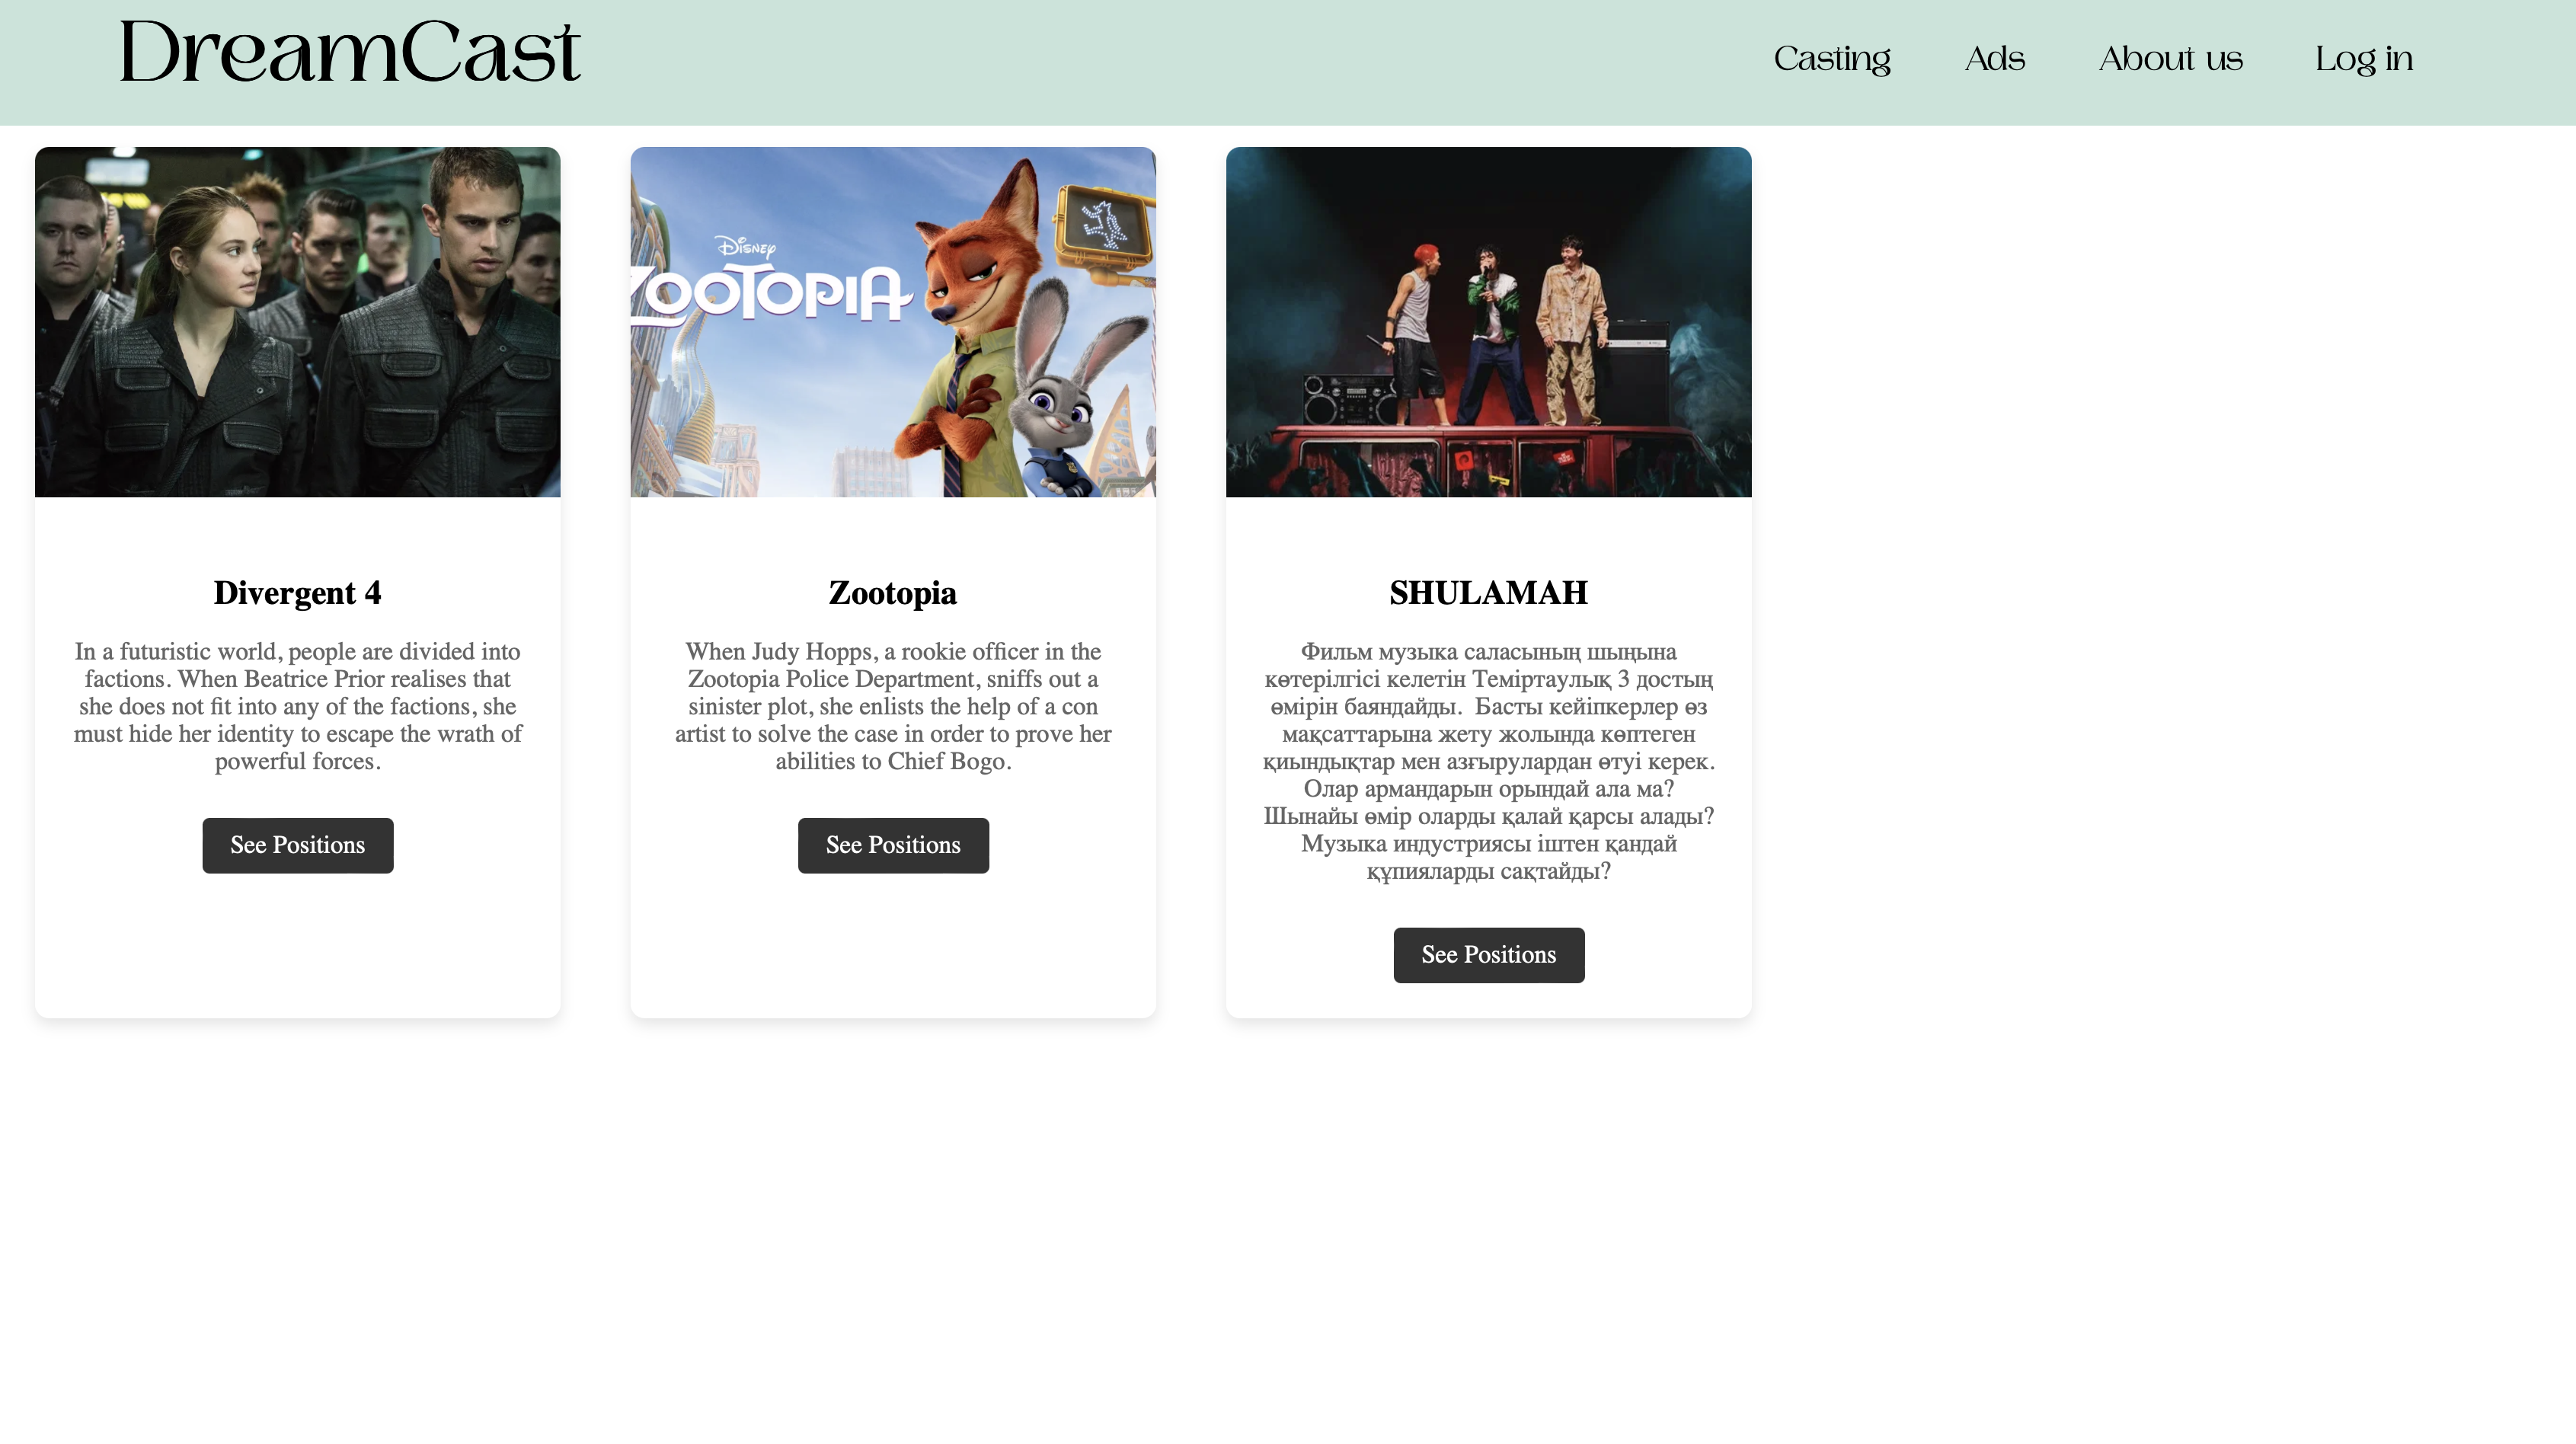 DreamCast
Casting
Ads
About us
Log in
DISNEY
ZOOTOPIA
Divergent 4
In a futuristic world, people are divided into
factions. When Beatrice Prior realises that
she does not fit into any of the factions, she
must hide her identity to escape the wrath of
powerful forces.
See Positions
Zootopia
When Judy Hopps, a rookie officer in the
Zootopia Police Department, sniffs out a
sinister plot, she enlists the help of a con
artist to solve the case in order to prove her
abilities to Chief Bogo.
See Positions
SHULAMAH
Фильм музыка саласының шыңына
көтерілгісі келетін Теміртаулық 3 достың
өмірін баяндайды.  Басты кейіпкерлер өз
мақсаттарына жету жолында көптеген
қиындықтар мен азғырулардан өтуі керек.
Олар армандарын орындай ала ма?
Шынайы өмір оларды қалай қарсы алады?
Музыка индустриясы іштен қандай
құпияларды сақтайды?
See Positions